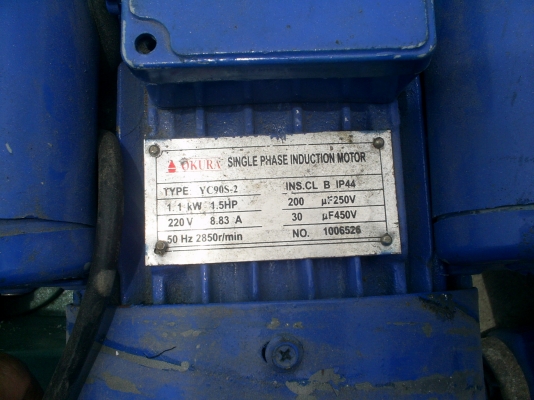 OKURA SINGLE PHASE INDUCTION MOTOR
TYPE YC90S-2 INS.CL B IP44
1.1 kW 1.5HP 200 µF250V
220 V 8.83 A 30 µF450V
50 Hz 2850r/min NO. 1006526